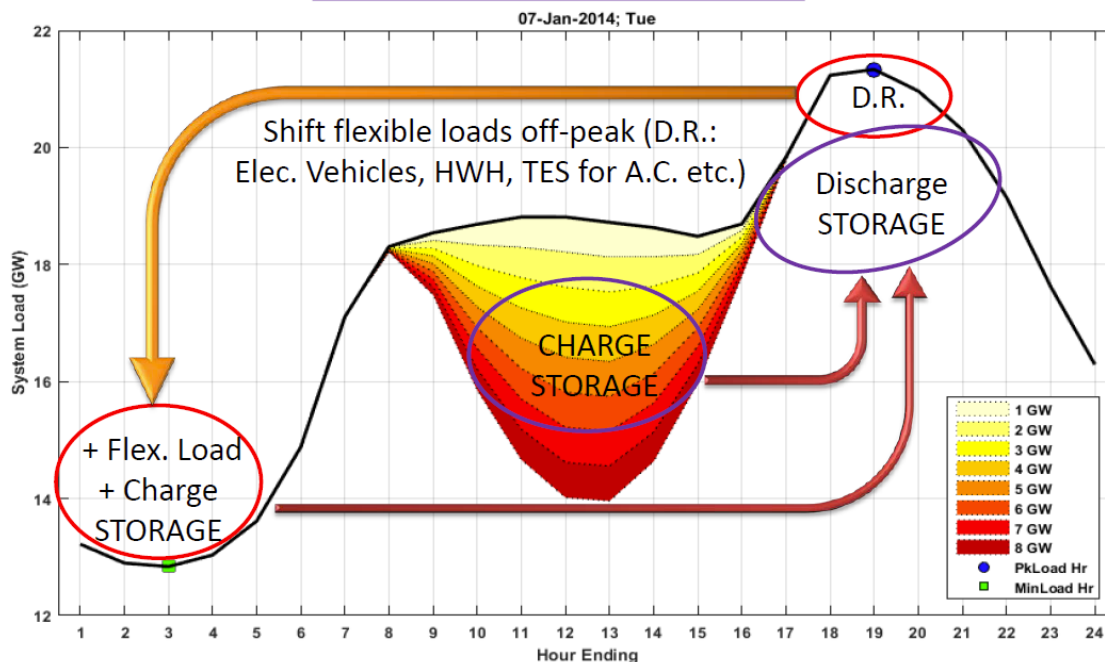 07-Jan-2014; Tue
System Load (GW)
22
20
18
16
14
12
D.R.
Shift flexible loads off-peak (D.R.:
Elec. Vehicles, HWH, TES for A.C. etc.)
Discharge
STORAGE
CHARGE
STORAGE
+ Flex. Load
+ Charge
STORAGE
1 GW
2 GW
3 GW
4 GW
5 GW
6 GW
7 GW
8 GW
PkLoad Hr
MinLoad Hr
1 2 3 4 5 6 7 8 9 10 11 12 13 14 15 16 17 18 19 20 21 22 23 24
Hour Ending